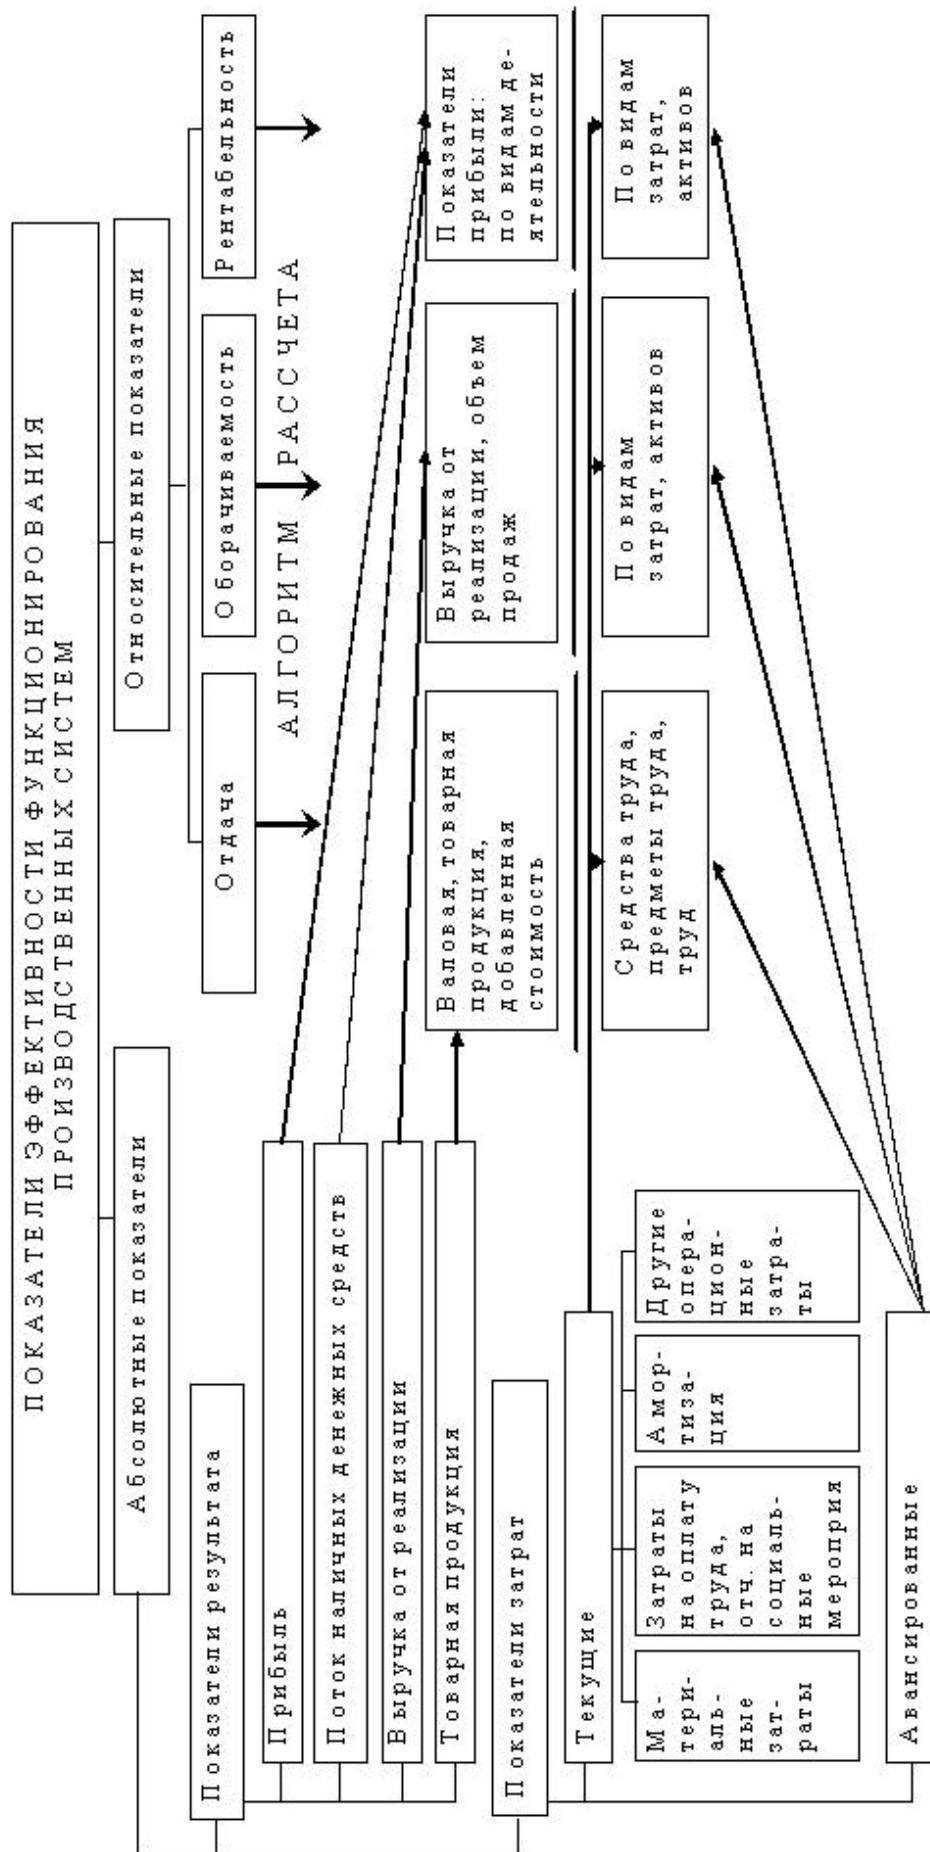 ПОКАЗАТЕЛИ ЭФФЕКТИВНОСТИ ФУНКЦИОНИРОВАНИЯ
ПРОИЗВОДСТВЕННЫХ СИСТЕМ
Абсолютные показатели
Относительные показатели
Показатели результата
Отдача
Оборачиваемость
Рентабельность
АЛГОРИТМ РАССЧЕТА
Прибыль
Поток наличных денежных средств
Выручка от реализации
Товарная продукция
Валовая, товарная
продукция,
добавленная
стоимость
Выручка от
реализации, объем
продаж
Показатели
прибыли:
по видам де-
ятельности
Показатели затрат
Текущие
Средства труда,
предметы труда,
труд
По видам
затрат, активов
По видам
затрат,
активов
Ма-
тери-
аль-
ные
зат-
раты
Затраты
на оплату
труда,
отч. на
социаль-
ные
мероприя
Амор-
тиза-
ция
Другие
опера-
цион-
ные
затра-
ты
Авансированные